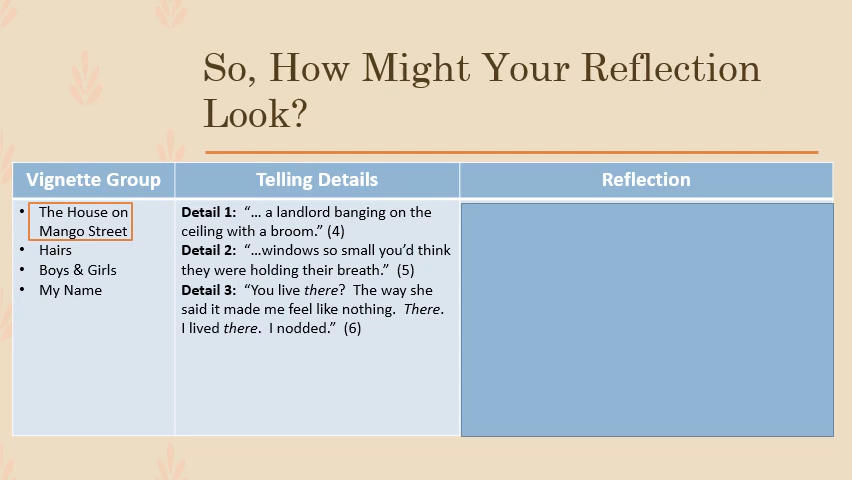 So, How Might Your Reflection
Look?
Vignette Group
Telling Details
Reflection
• The House on
Mango Street
• Hairs
• Boys & Girls
• My Name
Detail 1:  “… a landlord banging on the
ceiling with a broom.” (4)
Detail 2:  “…windows so small you’d think
they were holding their breath.”  (5)
Detail 3:  “You live there?  The way she
said it made me feel like nothing.  There.
I lived there.  I nodded.”  (6)